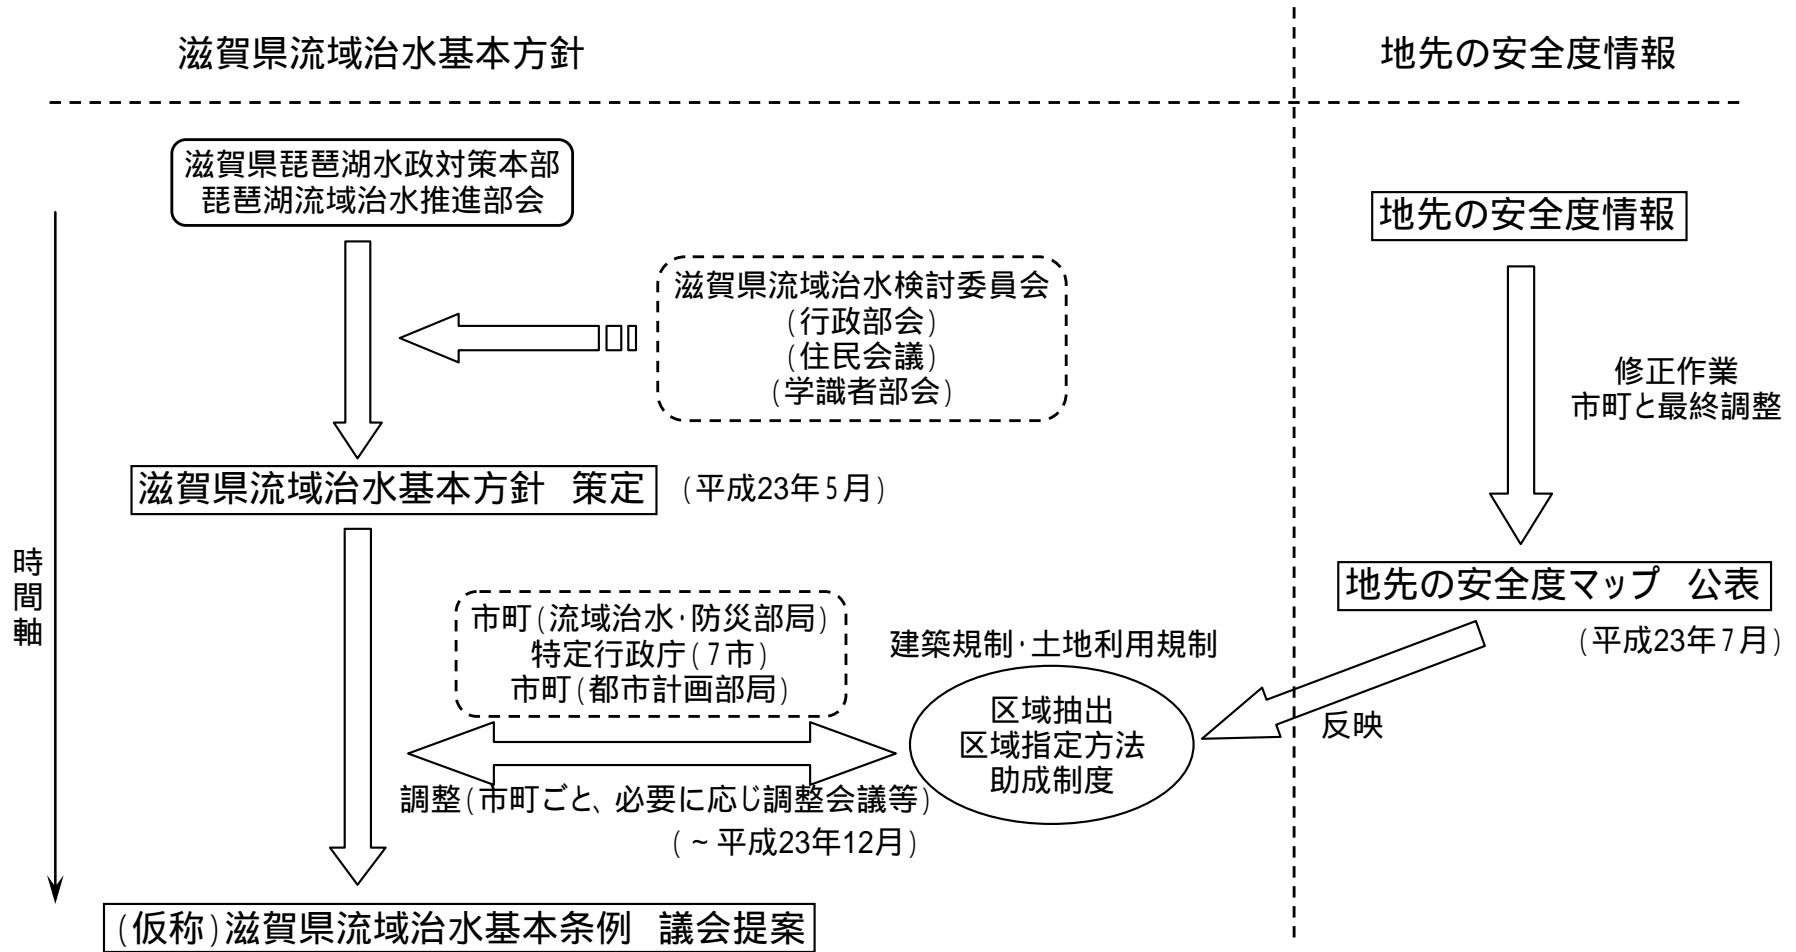 滋賀県流域治水基本方針
地先の安全度情報
滋賀県琵琶湖水政対策本部
琵琶湖流域治水推進部会
地先の安全度情報
滋賀県流域治水検討委員会
(行政部会)
(住民会議)
(学識者部会)
修正作業
市町と最終調整
滋賀県流域治水基本方針 策定
(平成23年5月)
時間軸
地先の安全度マップ 公表
(平成23年7月)
市町(流域治水・防災部局)
特定行政庁(7市)
市町(都市計画部局)
建築規制・土地利用規制
区域抽出
区域指定方法
助成制度
反映
調整(市町ごと、必要に応じ調整会議等)
(~平成23年12月)
(仮称)滋賀県流域治水基本条例 議会提案